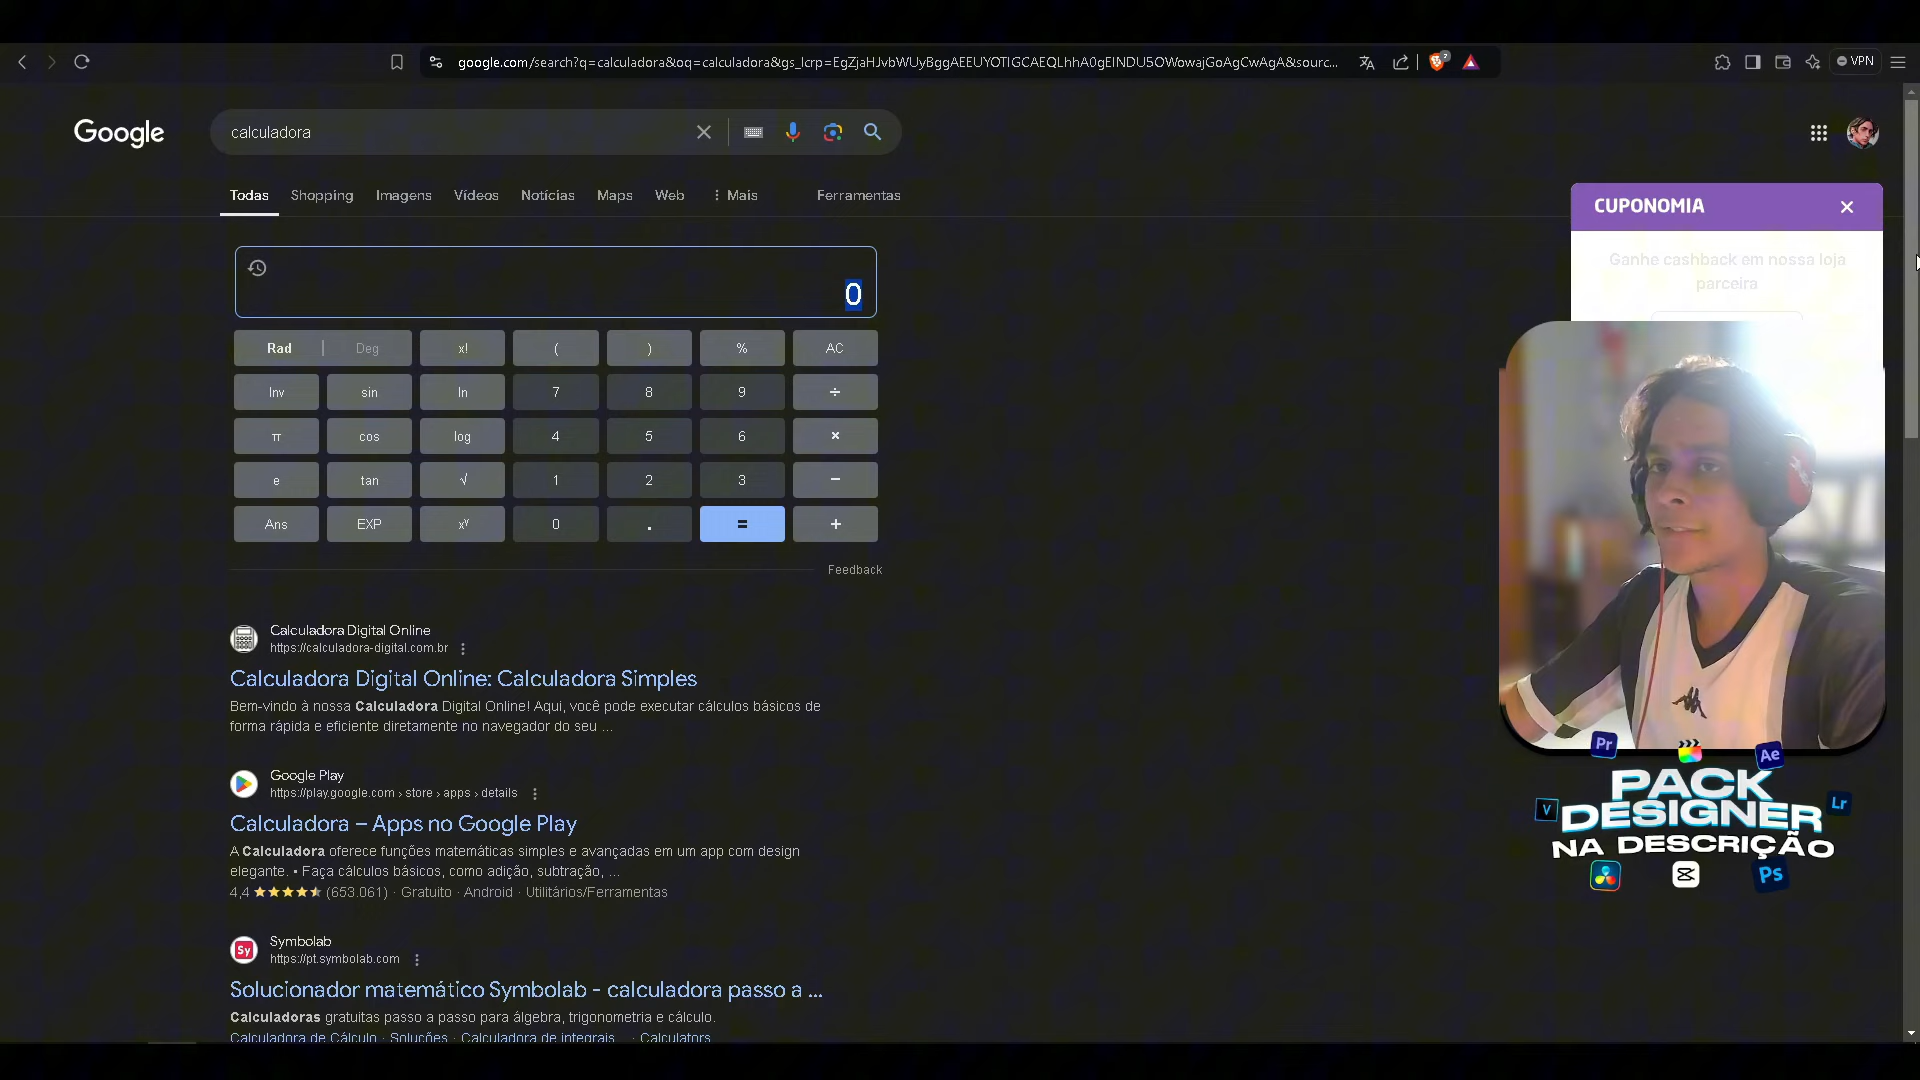 google.com/search?q=calculadora&oq=calculadora&gs_lcrp=EgZjaHJvbWUyBggAEEUYOTIGCAEQLhhA0gEINDU5OWowajGoAgCwAgA&sourc...
VPN
Google
calculadora
Todas
Shopping
Imagens
Vídeos
Notícias
Maps
Web
Mais
Ferramentas
CUPONOMIA
Ganhe cashback em nossa loja
parceira
0
Rad | Deg x! ( ) % AC
Inv sin ln 7 8 9 ÷
π cos log 4 5 6 ×
e tan √ 1 2 3 −
Ans EXP xʸ 0 . = +
Feedback
Calculadora Digital Online
https://calculadora-digital.com.br
Calculadora Digital Online: Calculadora Simples
Bem-vindo à nossa Calculadora Digital Online! Aqui, você pode executar cálculos básicos de
forma rápida e eficiente diretamente no navegador do seu ...
Google Play
https://play.google.com › store › apps › details
Calculadora – Apps no Google Play
A Calculadora oferece funções matemáticas simples e avançadas em um app com design
elegante. • Faça cálculos básicos, como adição, subtração, ...
4,4 (653.061) · Gratuito · Android · Utilitários/Ferramentas
Sy
Symbolab
https://pt.symbolab.com
Solucionador matemático Symbolab - calculadora passo a ...
Calculadoras gratuitas passo a passo para álgebra, trigonometria e cálculo.
Calculadora de Cálculo · Soluções · Calculadora de integrais ... · Calculators
Pr
Ae
PACK
V
DESIGNER
Lr
NA DESCRIÇÃO
Ps